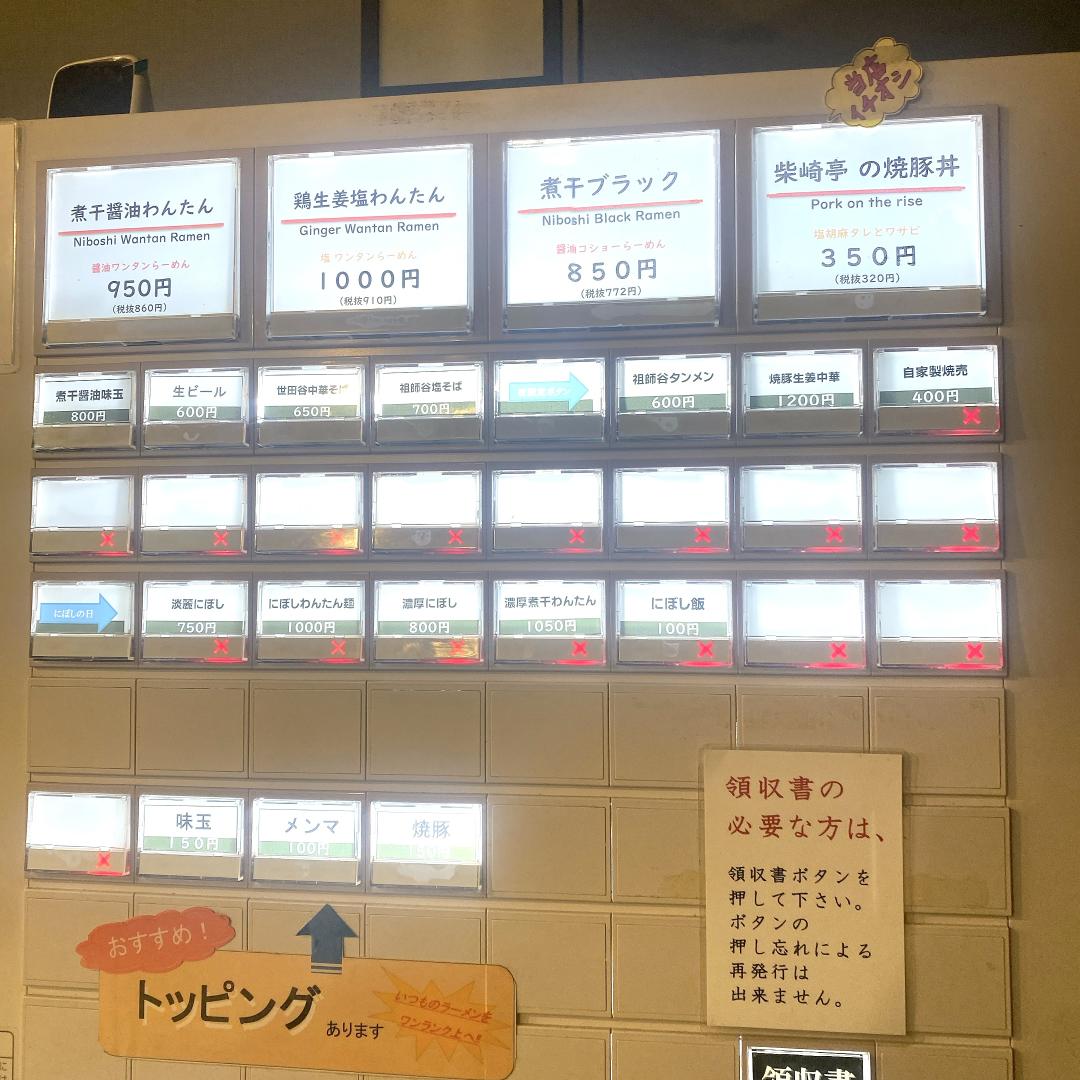 当店
イチオシ
煮干醤油わんたん
Niboshi Wantan Ramen
醤油ワンタンらーめん
950円
(税抜860円)
鶏生姜塩わんたん
Ginger Wantan Ramen
塩 ワンタンらーめん
1000円
(税抜910円)
煮干ブラック
Niboshi Black Ramen
醤油コショーらーめん
850円
(税抜772円)
柴崎亭 の焼豚丼
Pork on the rise
塩胡麻タレとワサビ
350円
(税抜320円)
煮干醤油味玉
800円
生ビール
600円
世田谷中華そば
650円
祖師谷塩そば
700円
祖師谷タンメン
600円
焼豚生姜中華
1200円
自家製焼売
400円
にぼしの日
淡麗にぼし
750円
にぼしわんたん麺
1000円
濃厚にぼし
800円
濃厚煮干わんたん
1050円
にぼし飯
100円
味玉
150円
メンマ
100円
焼豚
おすすめ！
トッピング
あります
いつものラーメンを
ワンランク上へ!!
領収書の
必要な方は、
領収書ボタンを
押して下さい。
ボタンの
押し忘れによる
再発行は
出来ません。
領収書